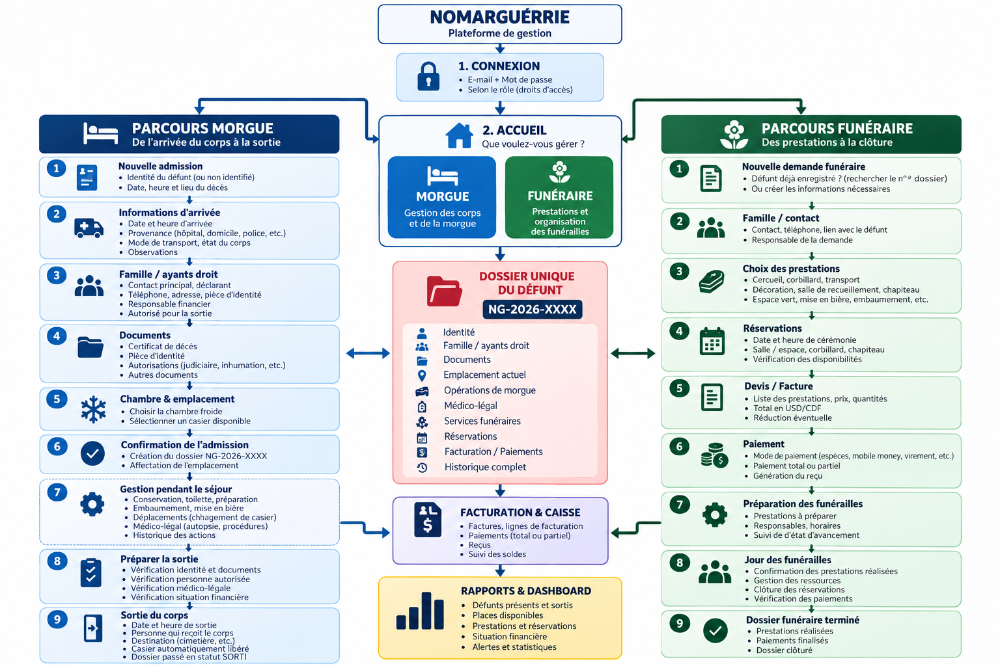 NOMARGUÉRRIE
Plateforme de gestion
1. CONNEXION
• E-mail + Mot de passe
• Selon le rôle (droits d'accès)
PARCOURS MORGUE
De l'arrivée du corps à la sortie
1
Nouvelle admission
• Identité du défunt (ou non identifié)
• Date, heure et lieu du décès
2
Informations d'arrivée
• Date et heure d'arrivée
• Provenance (hôpital, domicile, police, etc.)
• Mode de transport, état du corps
• Observations
3
Famille / ayants droit
• Contact principal, déclarant
• Téléphone, adresse, pièce d'identité
• Responsable financier
• Autorisé pour la sortie
4
Documents
• Certificat de décés
• Pièce d'identité
• Autorisations (judiciaire, inhumation, etc.)
• Autres documents
5
Chambre & emplacement
• Choisir la chambre froide
• Sélectionner un casier disponible
6
Confirmation de l'admission
• Création du dossier NG-2026-XXXX
• Affectation de l'emplacement
7
Gestion pendant le séjour
• Conservation, toilette, préparation
• Embaumement, mise en bière
• Déplacements (chhagement de casier)
• Médico-légal (autopsie, procédures)
• Historique des actions
8
Préparer la sortie
• Vérification identité et documents
• Vérification personne autorisée
• Vérification médico-légale
• Vérification situation financière
9
Sortie du corps
• Date et heure de sortie
• Personne qui reçoit le corps
• Destination (cimetière, etc.)
• Casier automatiquement libéré
• Dossier passé en statut SORTI
2. ACCUEIL
Que voulez-vous gérer ?
MORGUE
Gestion des corps
et de la morgue
FUNÉRAIRE
Prestations et
organisation
des funérailles
DOSSIER UNIQUE
DU DÉFUNT
NG-2026-XXXX
Identité
Famille / ayants droit
Documents
Emplacement actuel
Opérations de morgue
Médico-légal
Services funéraires
Réservations
Facturation / Paiements
Historique complet
$
FACTURATION & CAISSE
• Factures, lignes de facturation
• Paiements (total ou partiel)
• Reçus
• Suivi des soldes
RAPPORTS & DASHBOARD
• Défunts présents et sortis
• Places disponibles
• Prestations et réservations
• Situation financière
• Alertes et statistiques
PARCOURS FUNÉRAIRE
Des prestations à la clôture
1
Nouvelle demande funéraire
• Défunt déjà enregistré ? (rechercher le dossier)
• Ou créer les informations nécessaires
2
Famille / contact
• Contact, téléphone, lien avec le défunt
• Responsable de la demande
3
Choix des prestations
• Cercueil, corbillard, transport
• Décoration, salle de recueillement, chapiteau
• Espace vert, mise en bière, embaumement, etc.
4
Réservations
• Date et heure de cérémonie
• Salle / espace, corbillard, chapiteau
• Vérification des disponibilités
5
Devis / Facture
• Liste des prestations, prix, quantités
• Total en USD/CDF
• Réduction éventuelle
6
$
Paiement
• Mode de paiement (espèces, mobile money, virement, etc.)
• Paiement total ou partiel
• Génération du reçu
7
Préparation des funérailles
• Prestations à préparer
• Responsables, horaires
• Suivi de d'état d'avancement
8
Jour des funérailles
• Confirmation des prestations réalisées
• Gestion des ressources
• Clôture des réservations
• Vérification des paiements
9
Dossier funéraire terminé
• Prestations réalisées
• Paiements finalisés
• Dossier clôturé